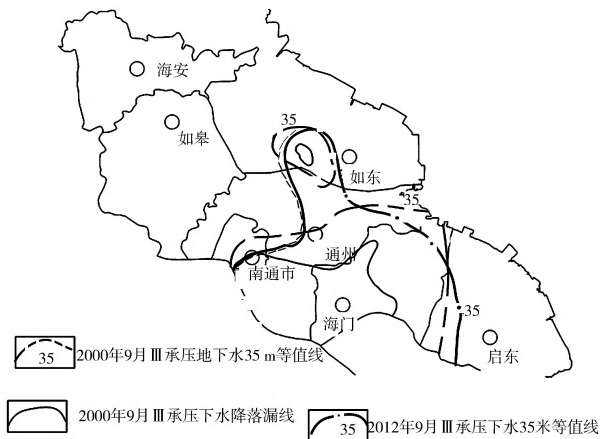 海安
35
如皋
如东
35
通州
南通市
35
海门
启东
35
2000年9月Ⅲ承压地下水35 m等值线
2000年9月Ⅲ承压下水降落漏线
35
2012年9月Ⅲ承压下水35米等值线